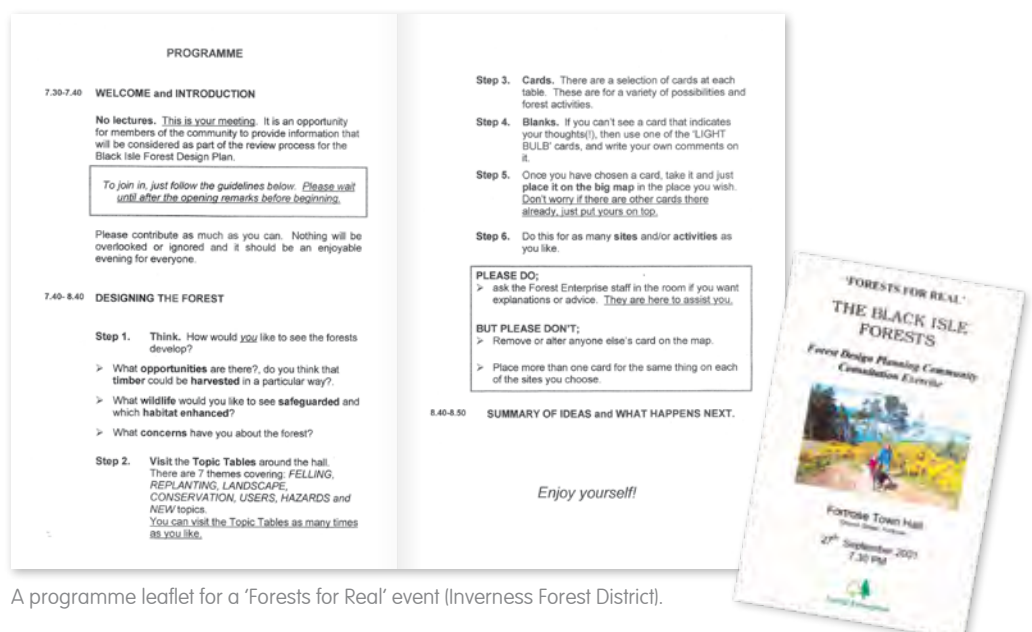 PROGRAMME
7.30-7.40 WELCOME and INTRODUCTION
No lectures. This is your meeting. It is an opportunity
for members of the community to provide information that
will be considered as part of the review process for the
Black Isle Forest Design Plan.
To join in, just follow the guidelines below. Please wait
until after the opening remarks before beginning.
Please contribute as much as you can. Nothing will be
overlooked or ignored and it should be an enjoyable
evening for everyone.
7.40- 8.40 DESIGNING THE FOREST
Step 1. Think. How would you like to see the forests
develop?
➢ What opportunities are there?, do you think that
timber could be harvested in a particular way?.
➢ What wildlife would you like to see safeguarded and
which habitat enhanced?
➢ What concerns have you about the forest?
Step 2. Visit the Topic Tables around the hall.
There are 7 themes covering: FELLING,
REPLANTING, LANDSCAPE,
CONSERVATION, USERS, HAZARDS and
NEW topics.
You can visit the Topic Tables as many times
as you like.
Step 3. Cards. There are a selection of cards at each
table. These are for a variety of possibilities and
forest activities.
Step 4. Blanks. If you can't see a card that indicates
your thoughts(!), then use one of the 'LIGHT
BULB' cards, and write your own comments on
it.
Step 5. Once you have chosen a card, take it and just
place it on the big map in the place you wish.
Don't worry if there are other cards there
already, just put yours on top.
Step 6. Do this for as many sites and/or activities as
you like.
PLEASE DO;
➢ ask the Forest Enterprise staff in the room if you want
explanations or advice. They are here to assist you.
BUT PLEASE DON'T;
➢ Remove or alter anyone else's card on the map.
➢ Place more than one card for the same thing on each
of the sites you choose.
8.40-8.50 SUMMARY OF IDEAS and WHAT HAPPENS NEXT.
Enjoy yourself!
'FORESTS FOR REAL'
THE BLACK ISLE
FORESTS
Forest Design Planning Community
Consultation Exercise
Fortrose Town Hall
27th September 2001
7.30 PM
A programme leaflet for a 'Forests for Real' event (Inverness Forest District).